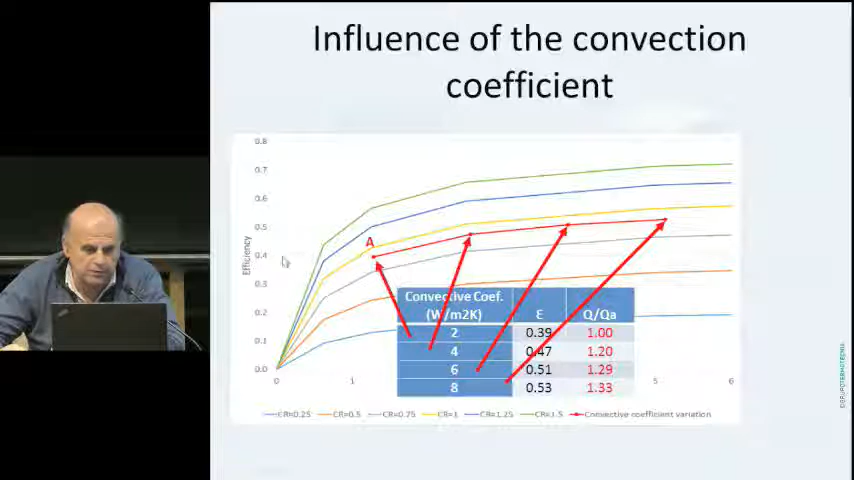 Influence of the convection
coefficient
0.8
0.7
0.6
0.5
0.4
0.3
0.2
0.1
0.0
Efficiency
A
0
1
5
6
Convective Coef.
(W/m2K)
E
Q/Qa
2
0.39
1.00
4
0.47
1.20
6
0.51
1.29
8
0.53
1.33
CR=0.25
CR=0.5
CR=0.75
CR=1
CR=1.25
CR=1.5
Convective coefficient variation